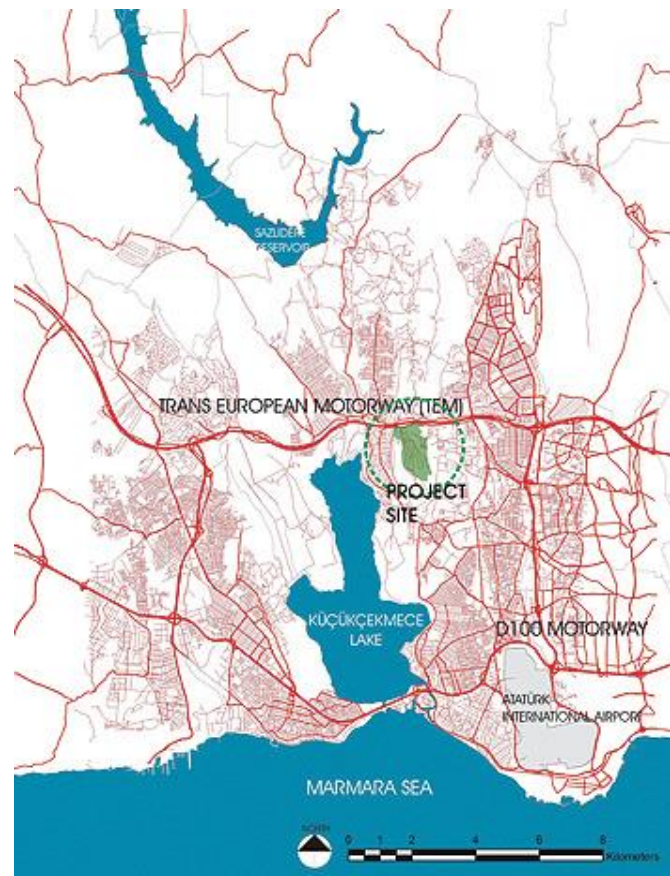 SAZLIDERE
RESERVOIR
TRANS EUROPEAN MOTORWAY (TEM)
PROJECT
SITE
KÜÇÜKÇEKMECE
LAKE
D100 MOTORWAY
ATATÜRK
INTERNATIONAL AIRPORT
MARMARA SEA
NORTH
0 1 2 4 6 8
Kilometers